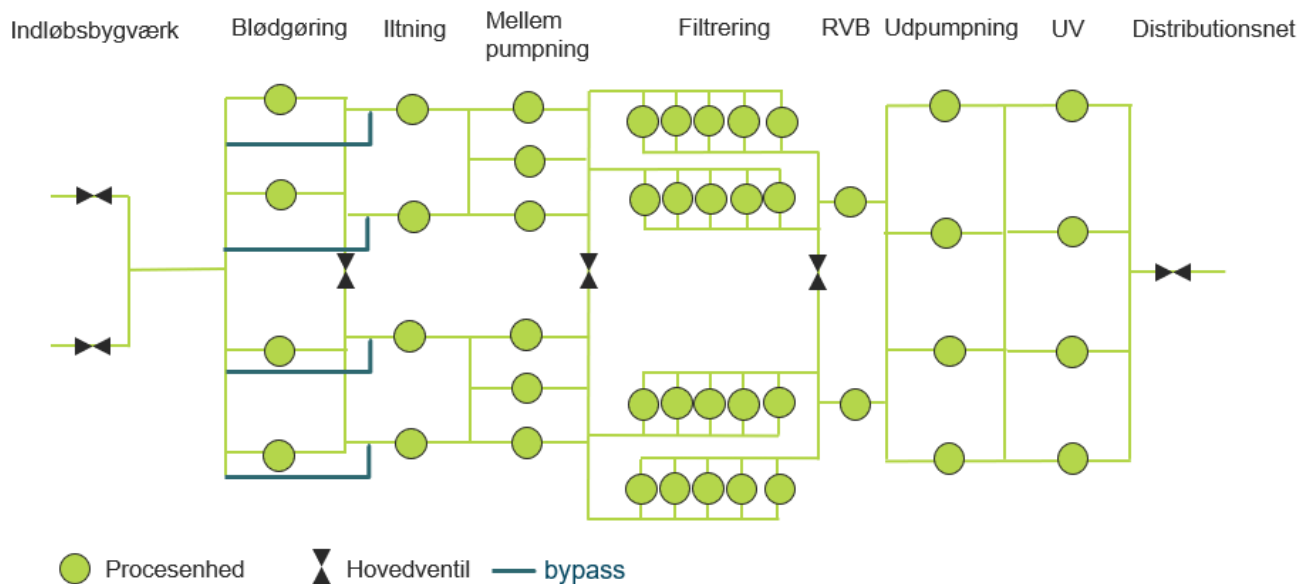 Indløbsbygværk
Blødgøring
Iltning
Mellem
pumpning
Filtrering
RVB
Udpumpning
UV
Distributionsnet
Procesenhed
Hovedventil
bypass